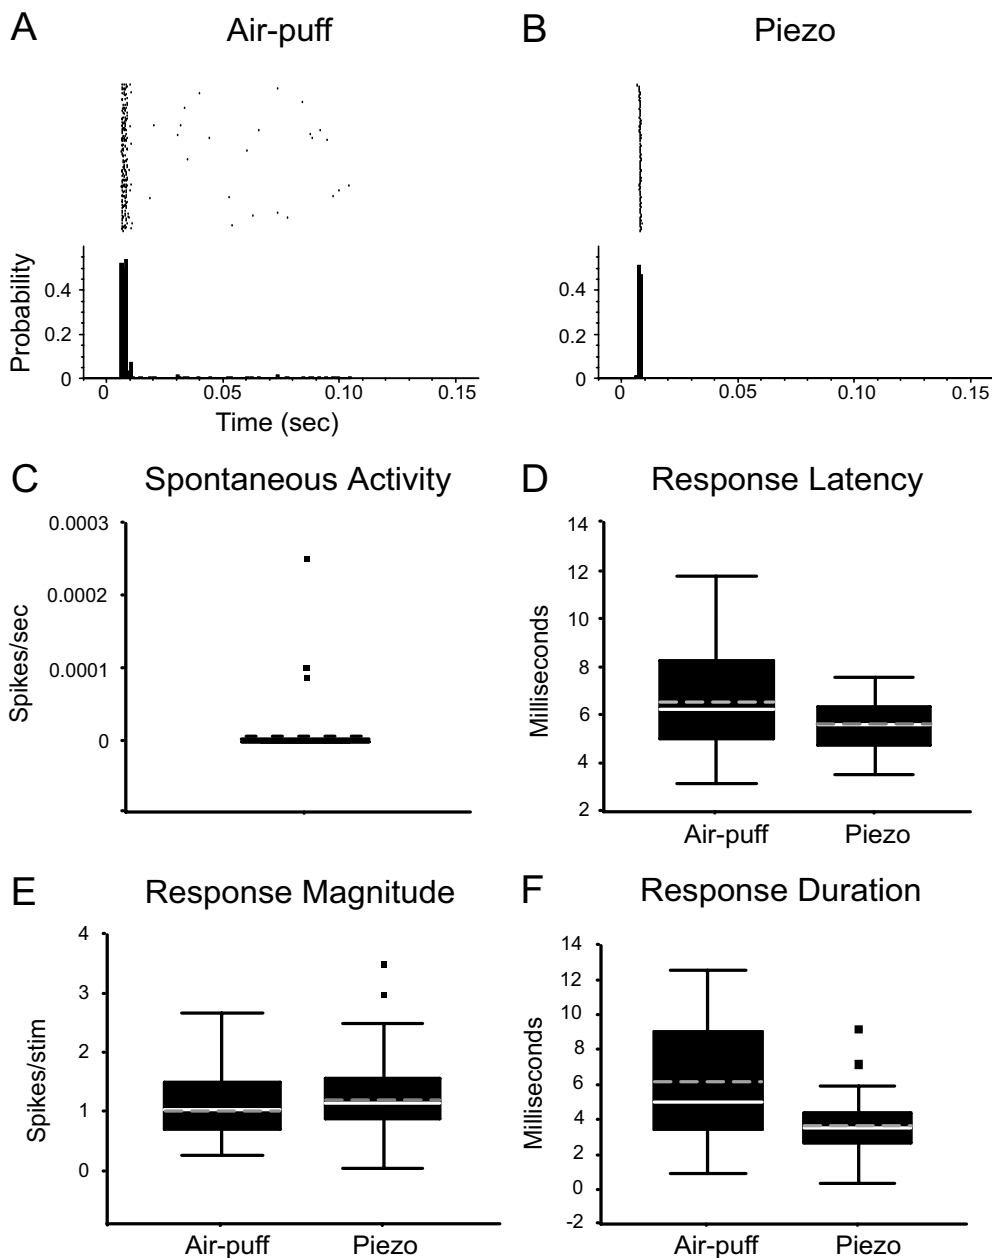 A Air-puff
Probability
0.4
0.2
0
0 0.05 0.10 0.15
Time (sec)
B Piezo
0.4
0.2
0
0 0.05 0.10 0.15
C Spontaneous Activity
Spikes/sec
0.0003
0.0002
0.0001
0
D Response Latency
Milliseconds
14
12
10
8
6
4
2
Air-puff Piezo
E Response Magnitude
Spikes/stim
4
3
2
1
0
Air-puff Piezo
F Response Duration
Milliseconds
14
12
10
8
6
4
2
0
-2
Air-puff Piezo